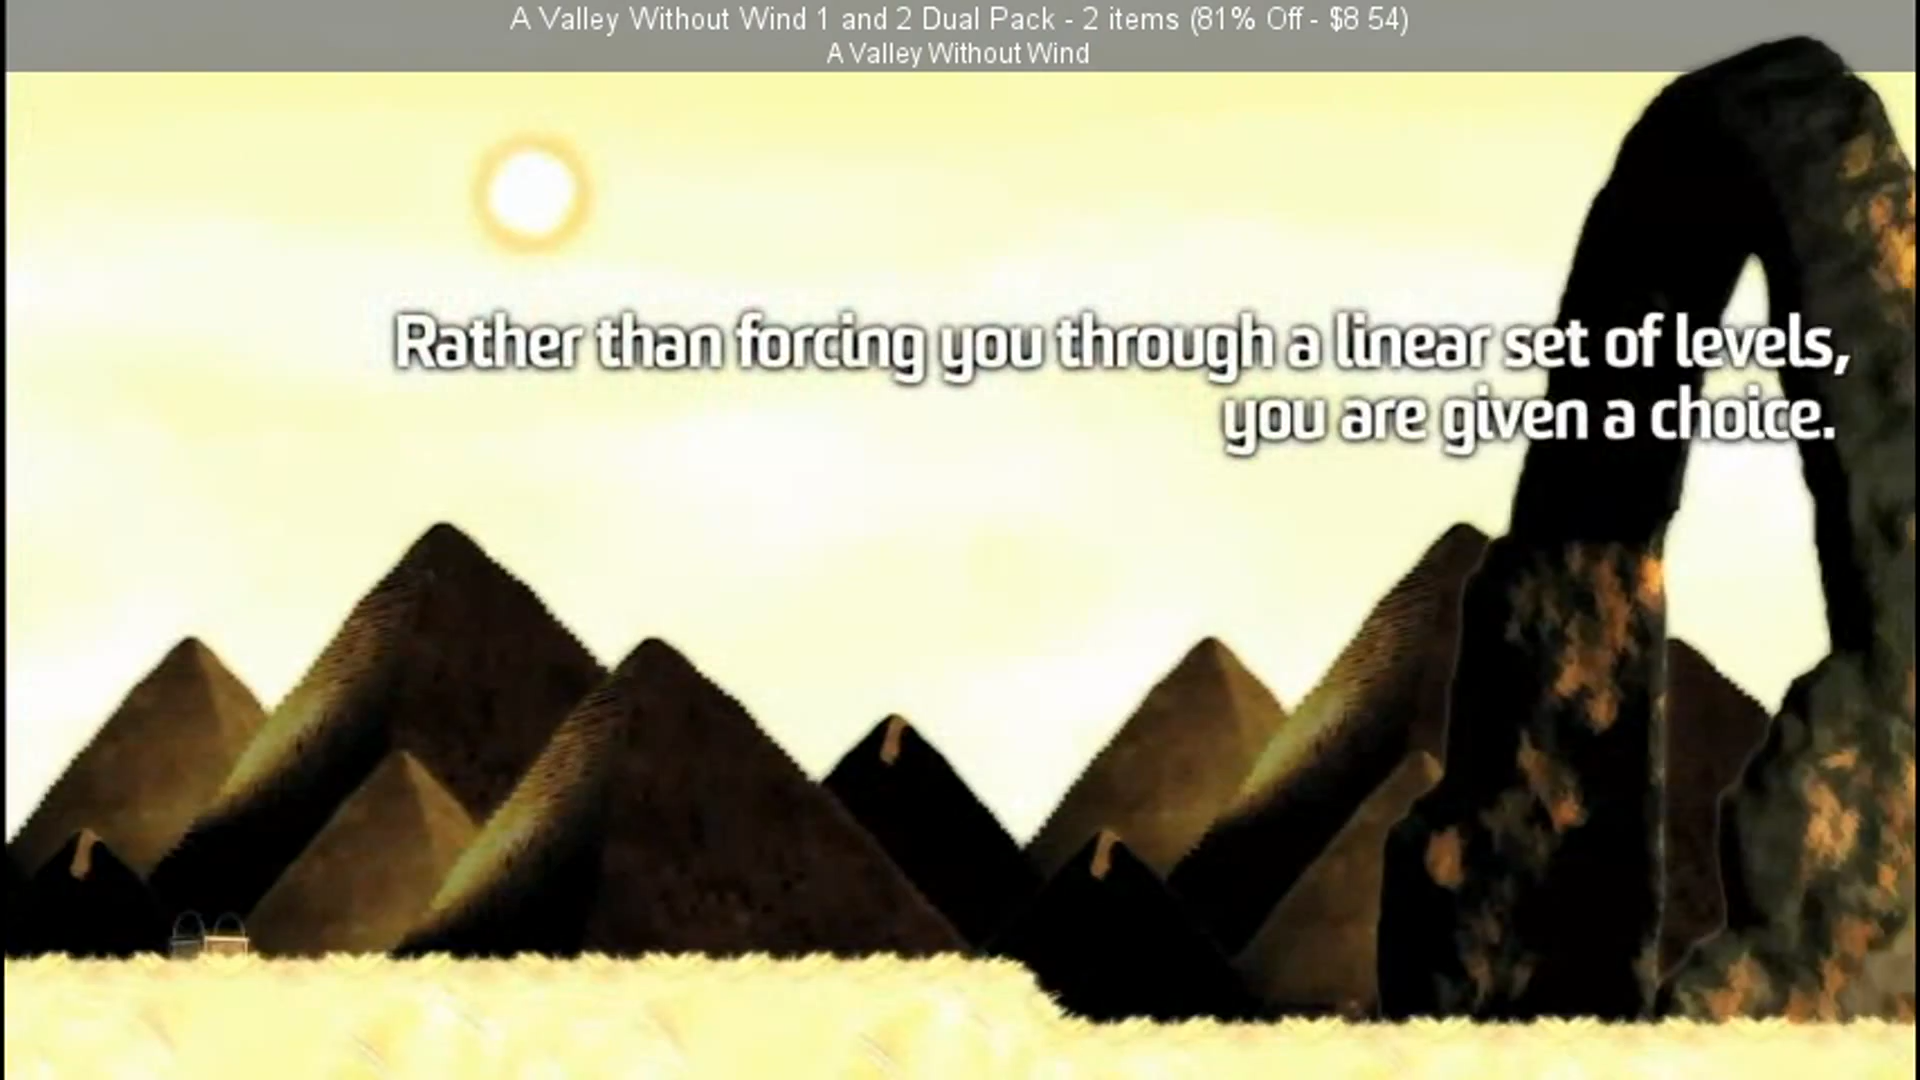 A Valley Without Wind 1 and 2 Dual Pack - 2 items (81% Off - $8 54)
A Valley Without Wind
Rather than forcing you through a linear set of levels,
you are given a choice.